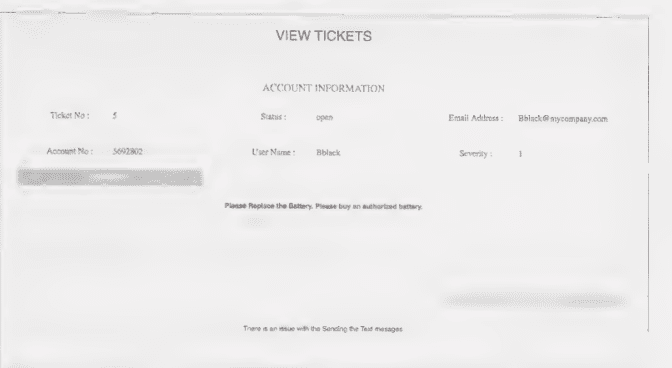 VIEW TICKETS
ACCOUNT INFORMATION
Ticket No : 5 Status : open Email Address : Bblack@mycompany.com
Account No : 5692802 User Name : Bblack Severity : 1
Please Replace the Battery. Please buy an authorized battery.
There is an issue with the Sending the Text messages